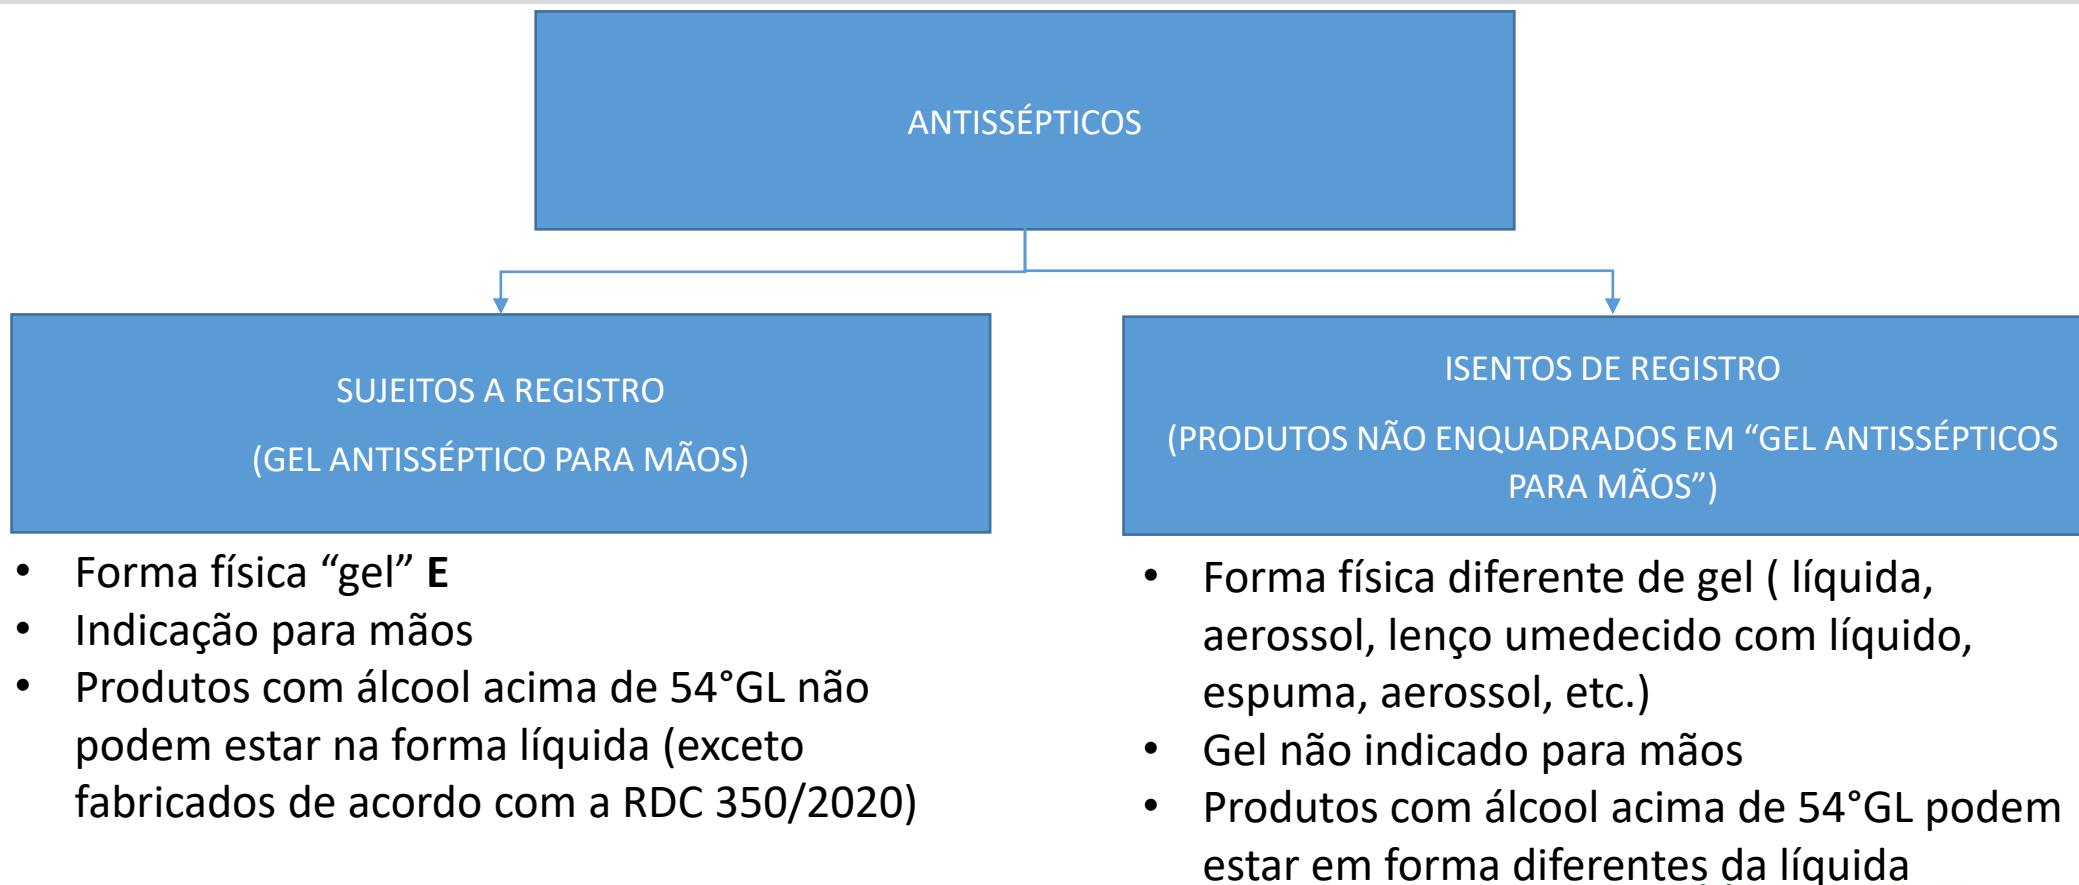 ANTISSÉPTICOS
SUJEITOS A REGISTRO
(GEL ANTISSÉPTICO PARA MÃOS)
• Forma física “gel” E
• Indicação para mãos
• Produtos com álcool acima de 54°GL não
podem estar na forma líquida (exceto
fabricados de acordo com a RDC 350/2020)
ISENTOS DE REGISTRO
(PRODUTOS NÃO ENQUADRADOS EM “GEL ANTISSÉPTICOS
PARA MÃOS”)
• Forma física diferente de gel ( líquida,
aerossol, lenço umedecido com líquido,
espuma, aerossol, etc.)
• Gel não indicado para mãos
• Produtos com álcool acima de 54°GL podem
estar em forma diferentes da líquida